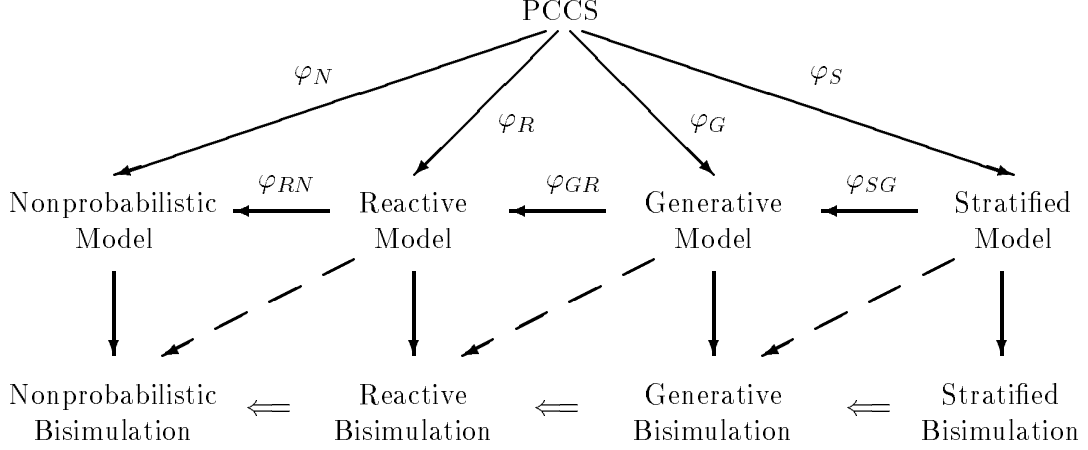 PCCS
φN φS
φR φG
φRN φGR φSG
Nonprobabilistic Reactive Generative Stratified
Model Model Model Model
Nonprobabilistic ⇐ Reactive ⇐ Generative ⇐ Stratified
Bisimulation Bisimulation Bisimulation Bisimulation